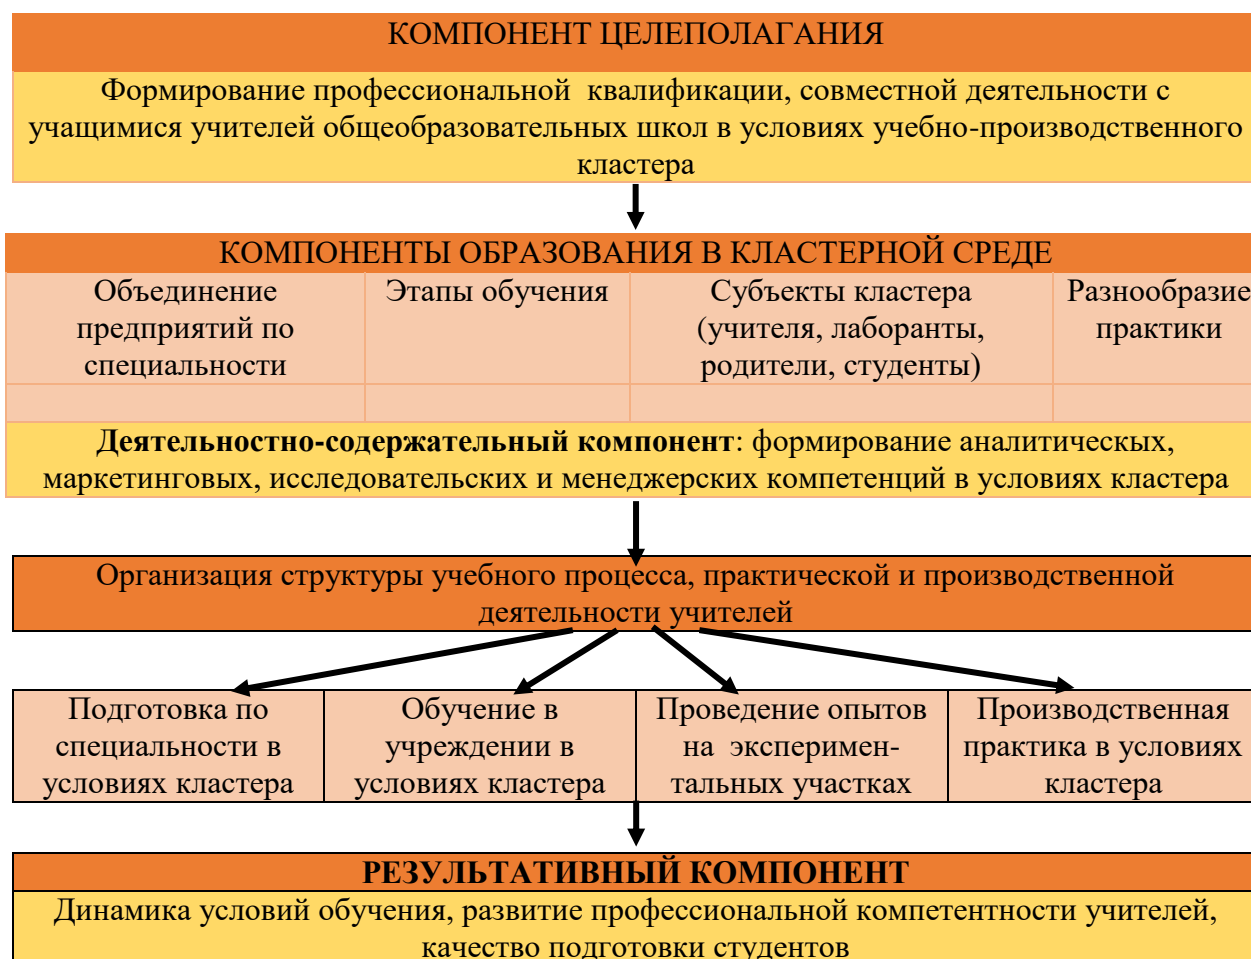 КОМПОНЕНТ ЦЕЛЕПОЛАГАНИЯ
Формирование профессиональной квалификации, совместной деятельности с
учащимися учителей общеобразовательных школ в условиях учебно-производственного
кластера
КОМПОНЕНТЫ ОБРАЗОВАНИЯ В КЛАСТЕРНОЙ СРЕДЕ
Объединение
предприятий по
специальности
Этапы обучения
Субъекты кластера
(учителя, лаборанты,
родители, студенты)
Разнообразие
практики
Деятельностно-содержательный компонент: формирование аналитических,
маркетинговых, исследовательских и менеджерских компетенций в условиях кластера
Организация структуры учебного процесса, практической и производственной
деятельности учителей
Подготовка по
специальности в
условиях кластера
Обучение в
учреждении в
условиях кластера
Проведение опытов
на эксперимен-
тальных участках
Производственная
практика в условиях
кластера
РЕЗУЛЬТАТИВНЫЙ КОМПОНЕНТ
Динамика условий обучения, развитие профессиональной компетентности учителей,
качество подготовки студентов